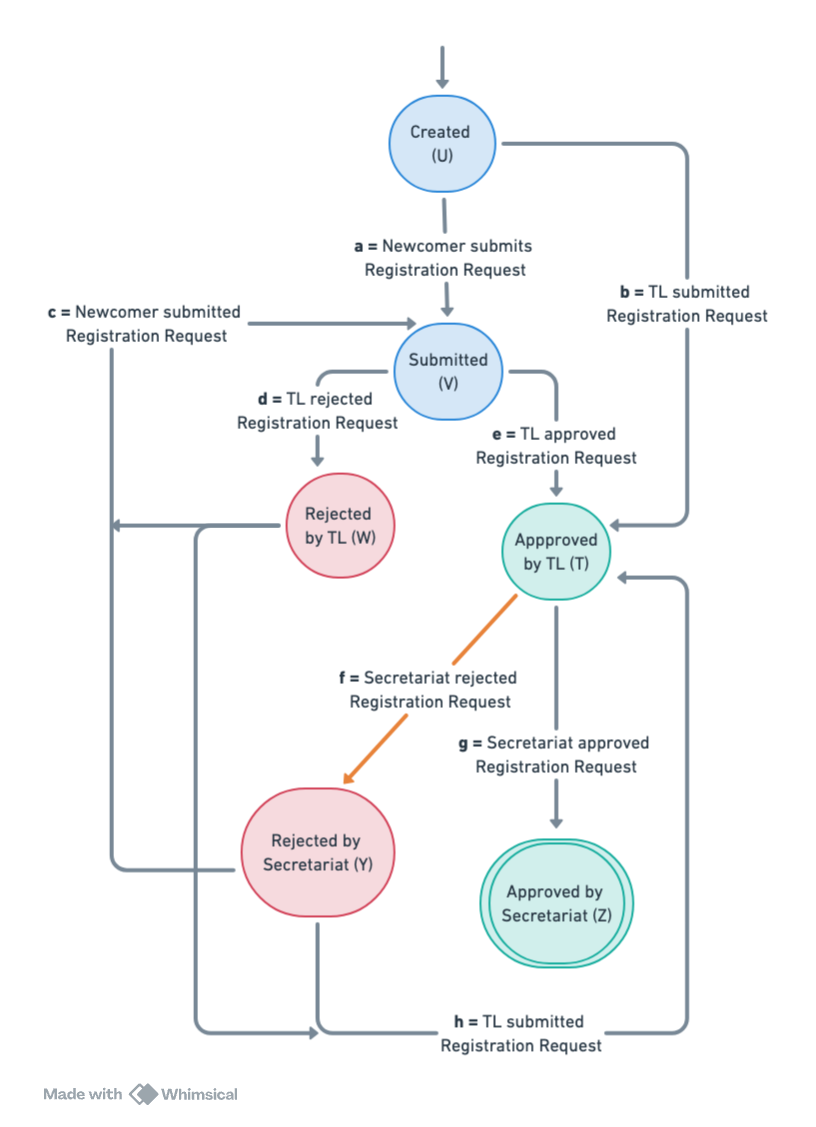 Created
(U)
a = Newcomer submits
Registration Request
b = TL submitted
Registration Request
c = Newcomer submitted
Registration Request
Submitted
(V)
d = TL rejected
Registration Request
e = TL approved
Registration Request
Rejected
by TL (W)
Appproved
by TL (T)
f = Secretariat rejected
Registration Request
g = Secretariat approved
Registration Request
Rejected by
Secretariat (Y)
Approved by
Secretariat (Z)
h = TL submitted
Registration Request
Made with Whimsical